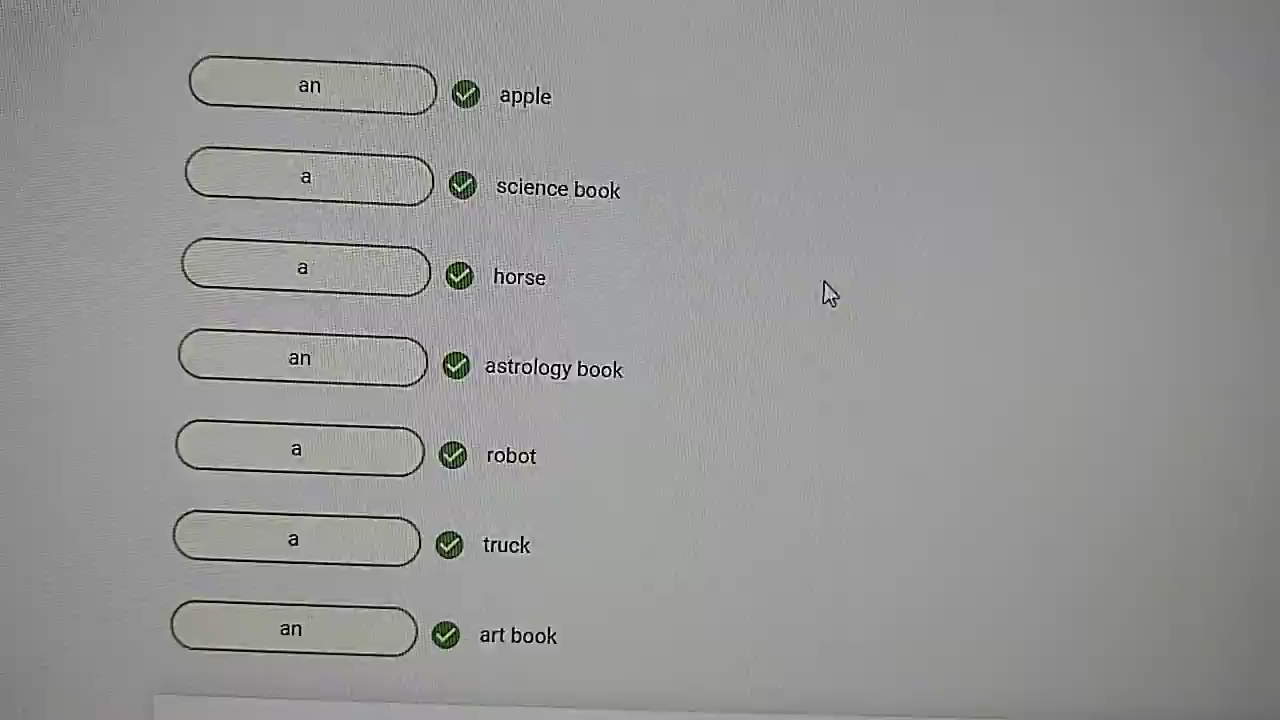 an apple
a science book
a horse
an astrology book
a robot
a truck
an art book